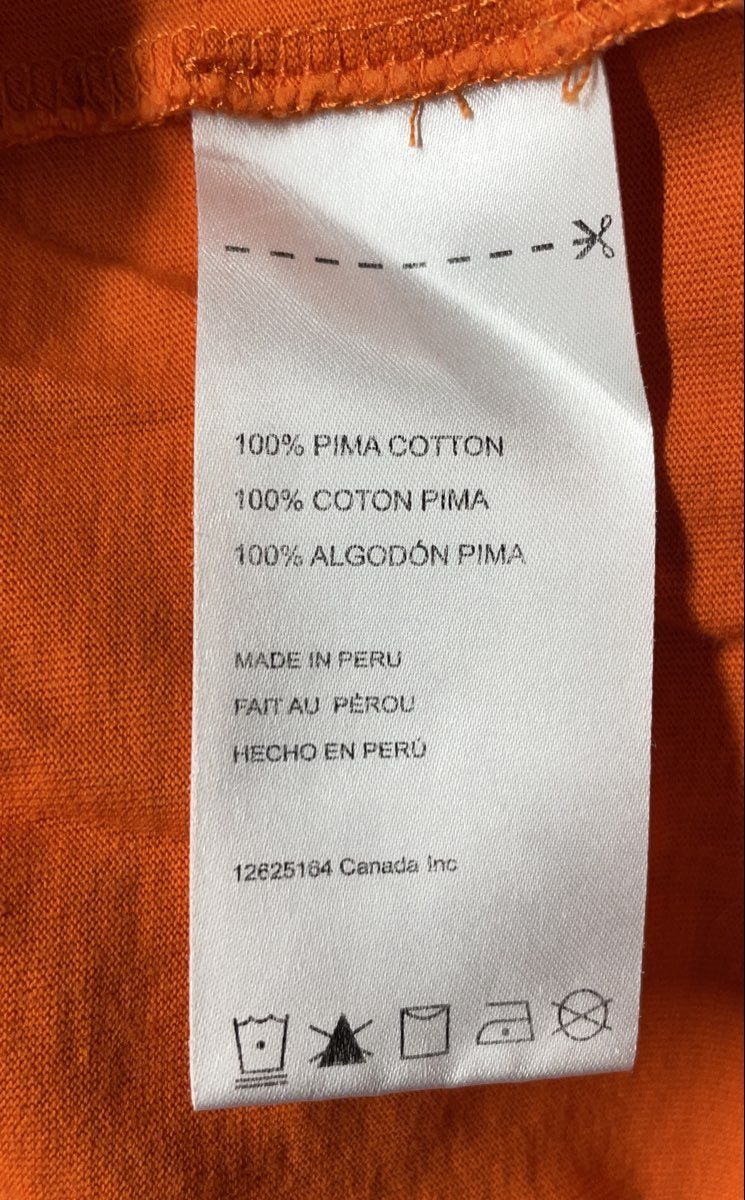 100% PIMA COTTON
100% COTON PIMA
100% ALGODÓN PIMA
MADE IN PERU
FAIT AU PÉROU
HECHO EN PERÚ
12625164 Canada Inc